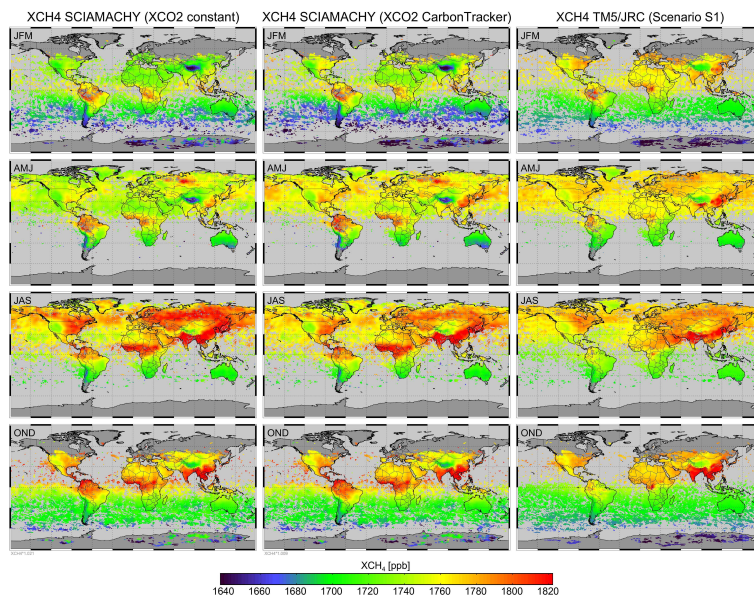 XCH4 SCIAMACHY (XCO2 constant) XCH4 SCIAMACHY (XCO2 CarbonTracker) XCH4 TM5/JRC (Scenario S1)
JFM JFM JFM
AMJ AMJ AMJ
JAS JAS JAS
OND OND OND
XCH₄ [ppb]
1640 1660 1680 1700 1720 1740 1760 1780 1800 1820